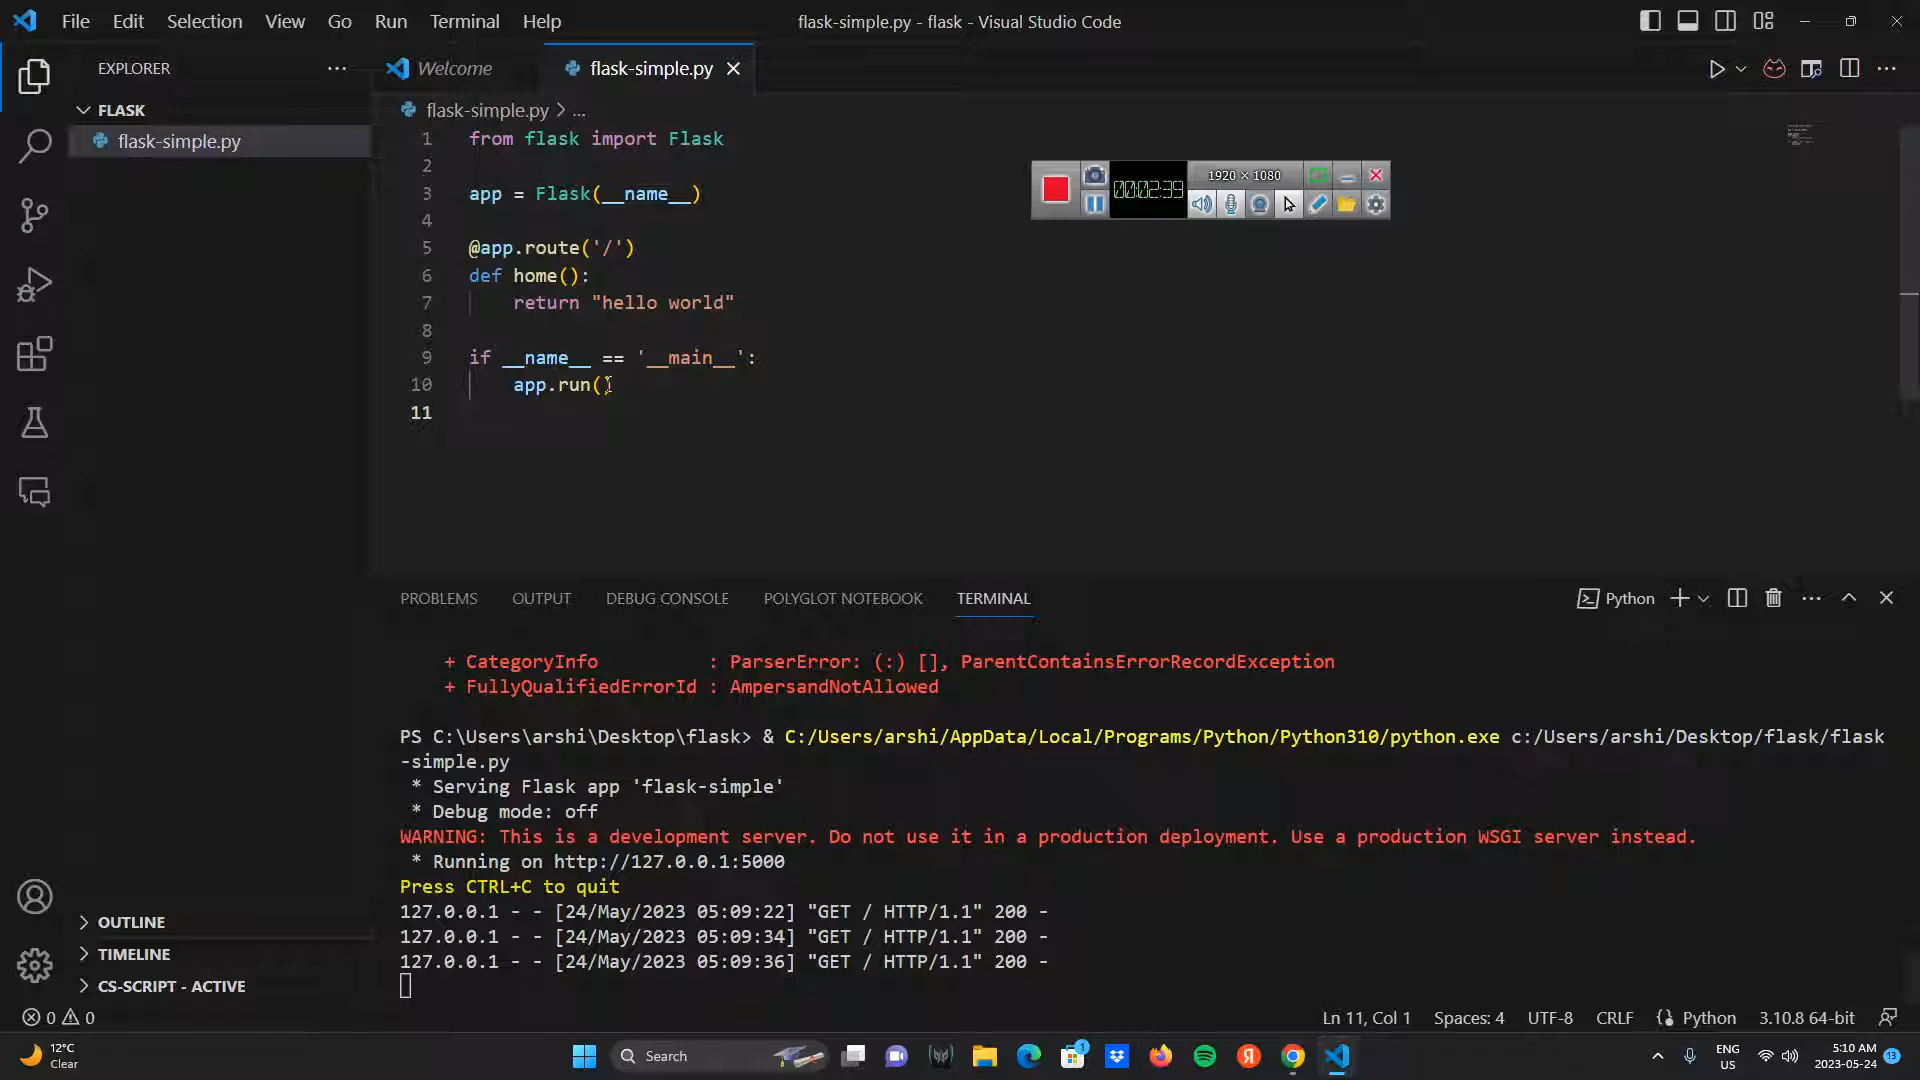 File Edit Selection View Go Run Terminal Help
flask-simple.py - flask - Visual Studio Code
EXPLORER
Welcome
flask-simple.py
FLASK
flask-simple.py
flask-simple.py > ...
1 from flask import Flask
2
3 app = Flask(__name__)
4
5 @app.route('/')
6 def home():
7 return "hello world"
8
9 if __name__ == '__main__':
10 app.run()
11
00:02:39
1920 × 1080
PROBLEMS OUTPUT DEBUG CONSOLE POLYGLOT NOTEBOOK TERMINAL
Python
+ CategoryInfo : ParserError: (:) [], ParentContainsErrorRecordException
+ FullyQualifiedErrorId : AmpersandNotAllowed
PS C:\Users\arshi\Desktop\flask> & C:/Users/arshi/AppData/Local/Programs/Python/Python310/python.exe c:/Users/arshi/Desktop/flask/flask
-simple.py
* Serving Flask app 'flask-simple'
* Debug mode: off
WARNING: This is a development server. Do not use it in a production deployment. Use a production WSGI server instead.
* Running on http://127.0.0.1:5000
Press CTRL+C to quit
127.0.0.1 - - [24/May/2023 05:09:22] "GET / HTTP/1.1" 200 -
127.0.0.1 - - [24/May/2023 05:09:34] "GET / HTTP/1.1" 200 -
127.0.0.1 - - [24/May/2023 05:09:36] "GET / HTTP/1.1" 200 -
OUTLINE
TIMELINE
CS-SCRIPT - ACTIVE
0 0
Ln 11, Col 1 Spaces: 4 UTF-8 CRLF Python 3.10.8 64-bit
12°C
Clear
Search
1
Я
ENG
US
5:10 AM
2023-05-24
13